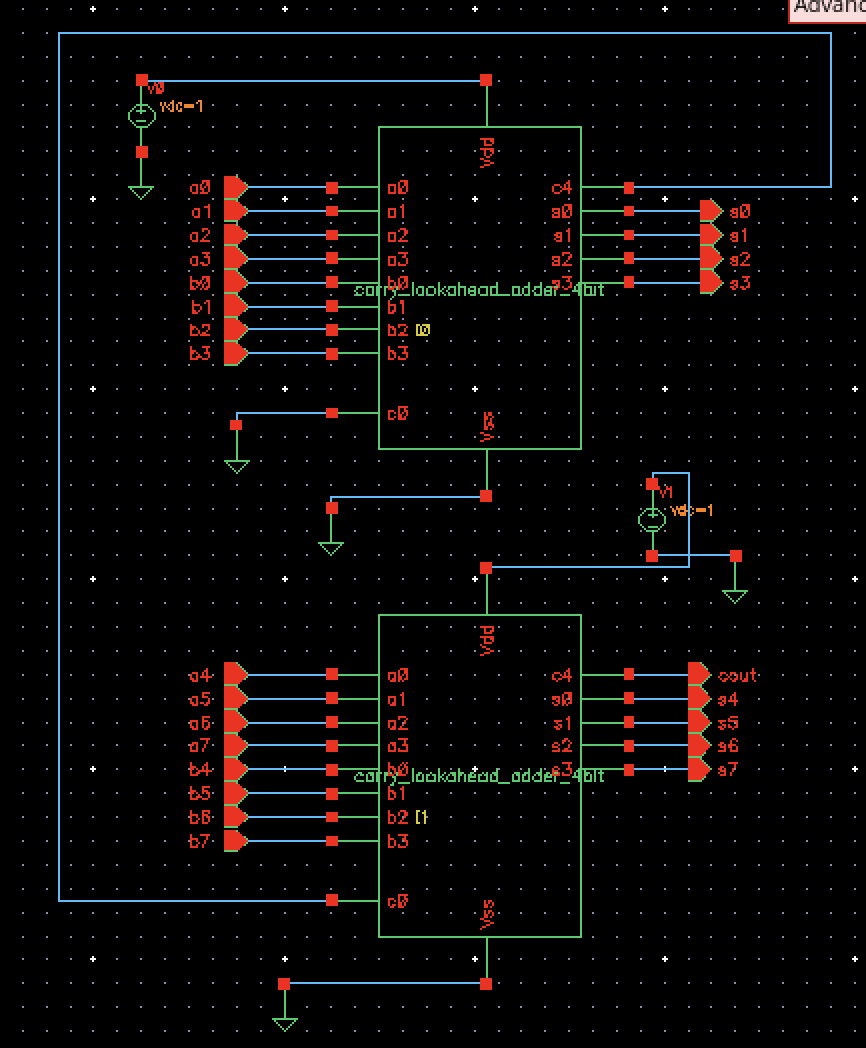 Advanc
V0
vdc=1
Vdd
a0 a0 c4
a1 a1 s0 s0
a2 a2 s1 s1
a3 a3 s2 s2
b0 b0 s3 s3
carry_lookahead_adder_4bit
b1 b1
b2 b2 I0
b3 b3
c0
Vss
V1
vdc=1
Vdd
a4 a0 c4 cout
a5 a1 s0 s4
a6 a2 s1 s5
a7 a3 s2 s6
b4 b0 s3 s7
carry_lookahead_adder_4bit
b5 b1
b6 b2 I1
b7 b3
c0
Vss